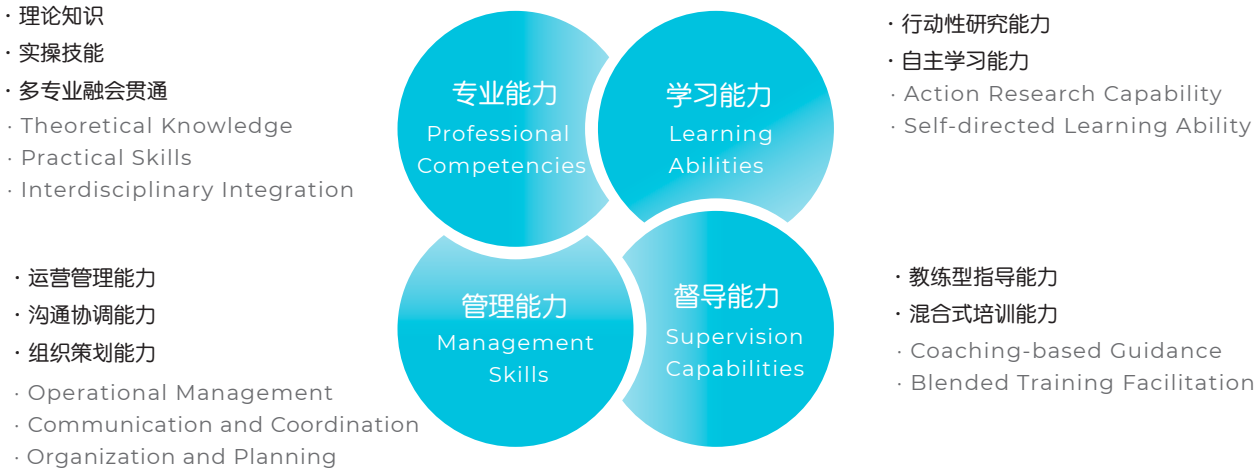 · 理论知识
· 实操技能
· 多专业融会贯通
· Theoretical Knowledge
· Practical Skills
· Interdisciplinary Integration
专业能力
Professional
Competencies
学习能力
Learning
Abilities
· 行动性研究能力
· 自主学习能力
· Action Research Capability
· Self-directed Learning Ability
· 运营管理能力
· 沟通协调能力
· 组织策划能力
· Operational Management
· Communication and Coordination
· Organization and Planning
管理能力
Management
Skills
督导能力
Supervision
Capabilities
· 教练型指导能力
· 混合式培训能力
· Coaching-based Guidance
· Blended Training Facilitation